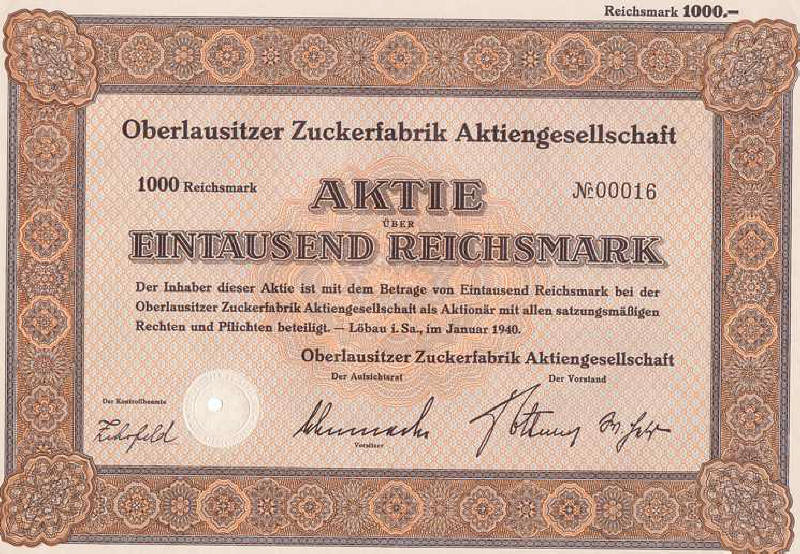 Reichsmark 1000.—
Oberlausitzer Zuckerfabrik Aktiengesellschaft
1000 Reichsmark AKTIE № 00016
ÜBER
EINTAUSEND REICHSMARK
Der Inhaber dieser Aktie ist mit dem Betrage von Eintausend Reichsmark bei der
Oberlausitzer Zuckerfabrik Aktiengesellschaft als Aktionär mit allen satzungsmäßigen
Rechten und Pflichten beteiligt. — Löbau i. Sa., im Januar 1940.
Oberlausitzer Zuckerfabrik Aktiengesellschaft
Der Aufsichtsrat Der Vorstand
Der Kontrollbeamte
Vorsitzer